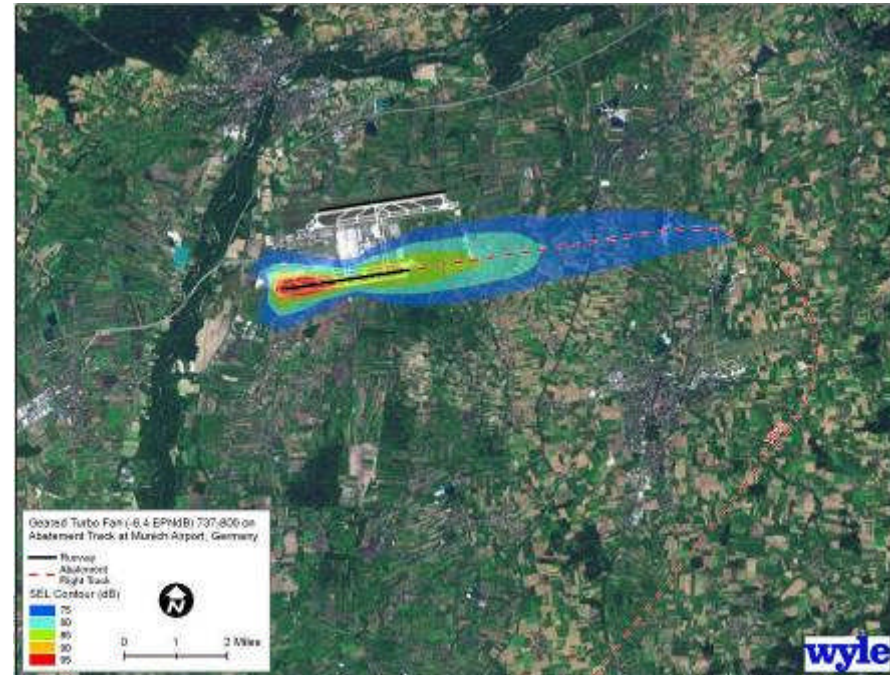 Geared Turbo Fan (-6.4 EPNdB) 737-800 on
Abatement Track at Munich Airport, Germany
Runway
Abatement
Flight Track
SEL Contour (dB)
75
80
85
90
95
N
0 1 2 Miles
wyle